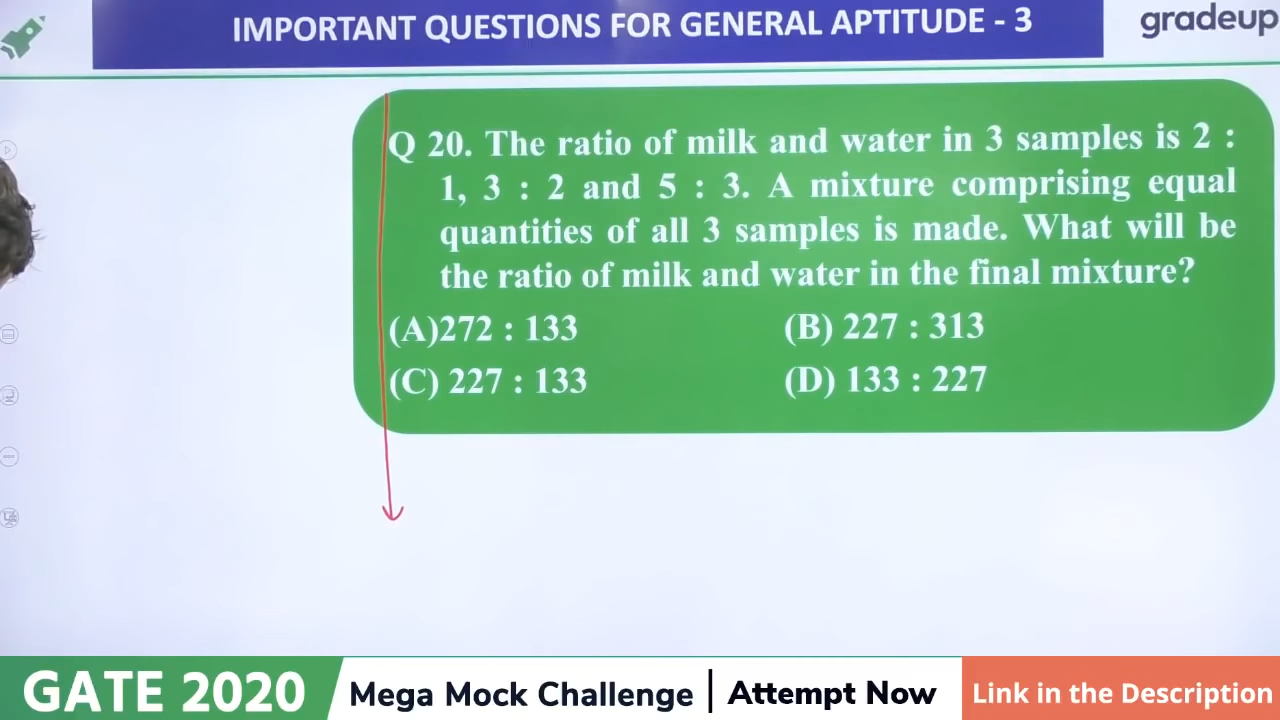 IMPORTANT QUESTIONS FOR GENERAL APTITUDE - 3
gradeup
Q 20. The ratio of milk and water in 3 samples is 2 :
1, 3 : 2 and 5 : 3. A mixture comprising equal
quantities of all 3 samples is made. What will be
the ratio of milk and water in the final mixture?
(A)272 : 133 (B) 227 : 313
(C) 227 : 133 (D) 133 : 227
GATE 2020 Mega Mock Challenge | Attempt Now Link in the Description